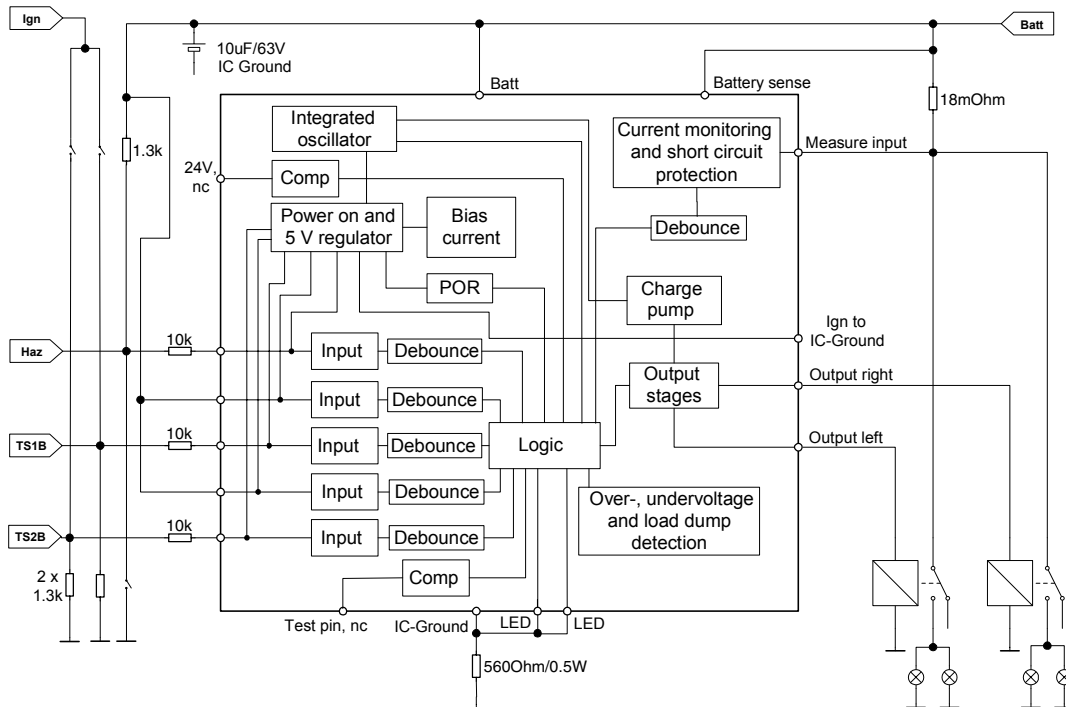 Ign
Batt
10uF/63V
IC Ground
Batt
Battery sense
18mOhm
Integrated
oscillator
Current monitoring
and short circuit
protection
Measure input
1.3k
24V,
nc
Comp
Power on and
5 V regulator
Bias
current
Debounce
POR
Charge
pump
Ign to
IC-Ground
Haz
10k
Input
Debounce
Output
stages
Output right
Input
Debounce
TS1B
10k
Input
Debounce
Logic
Output left
Input
Debounce
Over-, undervoltage
and load dump
detection
TS2B
10k
Input
Debounce
2 x
1.3k
Comp
Test pin, nc
IC-Ground
LED
LED
560Ohm/0.5W